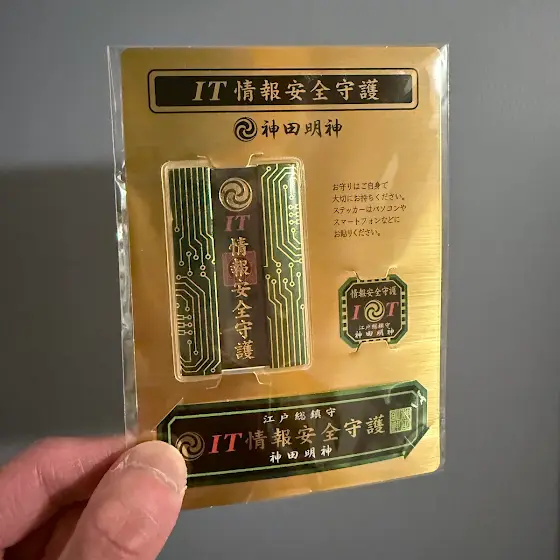 IT情報安全守護
神田明神
お守りはご自身で
大切にお持ちください。
ステッカーはパソコンや
スマートフォンなどに
お貼りください。
IT
情報安全守護
情報安全守護
IT
江戸総鎮守
神田明神
江戸総鎮守
IT情報安全守護
神田明神